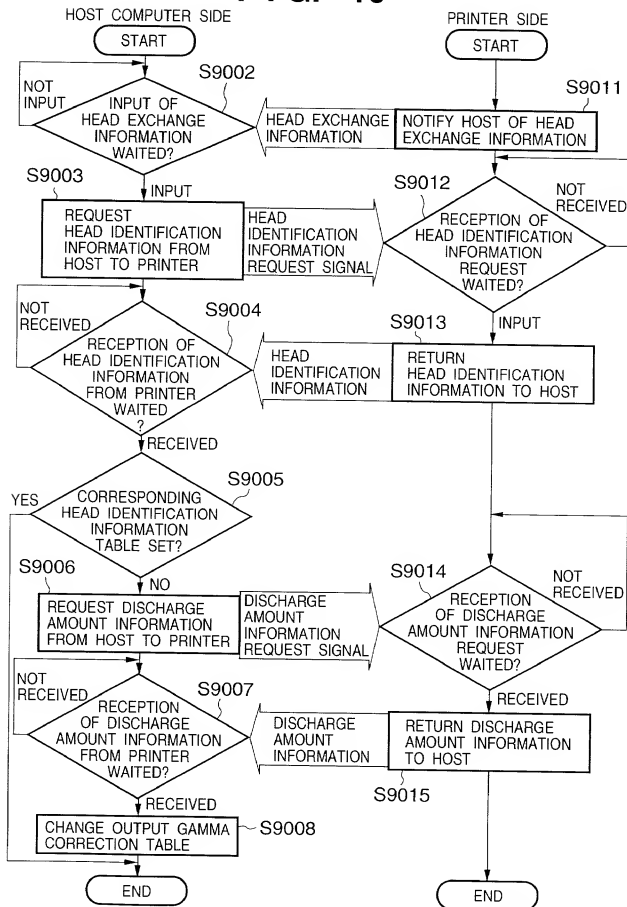 HOST COMPUTER SIDE
PRINTER SIDE
START
START
S9002
NOT
INPUT
INPUT OF
HEAD EXCHANGE
INFORMATION
WAITED?
HEAD EXCHANGE
INFORMATION
S9011
NOTIFY HOST OF HEAD
EXCHANGE INFORMATION
S9003
INPUT
REQUEST
HEAD IDENTIFICATION
INFORMATION FROM
HOST TO PRINTER
HEAD
IDENTIFICATION
INFORMATION
REQUEST SIGNAL
S9012
NOT
RECEIVED
RECEPTION OF
HEAD IDENTIFICATION
INFORMATION
REQUEST
WAITED?
INPUT
S9004
NOT
RECEIVED
RECEPTION OF
HEAD IDENTIFICATION
INFORMATION
FROM PRINTER
WAITED
?
HEAD
IDENTIFICATION
INFORMATION
S9013
RETURN
HEAD IDENTIFICATION
INFORMATION TO HOST
RECEIVED
S9005
YES
CORRESPONDING
HEAD IDENTIFICATION
INFORMATION
TABLE SET?
NO
S9006
REQUEST DISCHARGE
AMOUNT INFORMATION
FROM HOST TO PRINTER
DISCHARGE
AMOUNT
INFORMATION
REQUEST SIGNAL
S9014
NOT
RECEIVED
RECEPTION
OF DISCHARGE
AMOUNT INFORMATION
REQUEST
WAITED?
RECEIVED
S9007
NOT
RECEIVED
RECEPTION
OF DISCHARGE
AMOUNT INFORMATION
FROM PRINTER
WAITED?
DISCHARGE
AMOUNT
INFORMATION
RETURN DISCHARGE
AMOUNT INFORMATION
TO HOST
S9015
RECEIVED
CHANGE OUTPUT GAMMA
CORRECTION TABLE
S9008
END
END